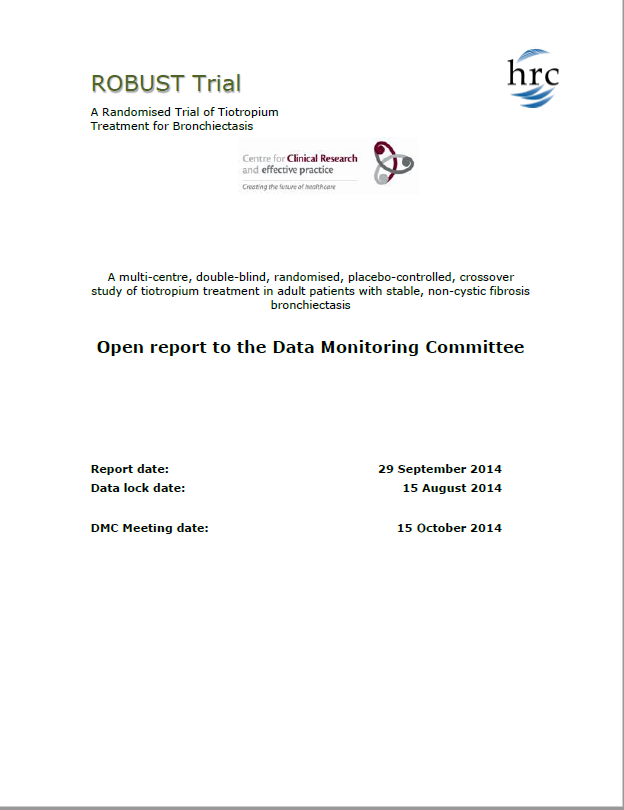 ROBUST Trial
hrc
A Randomised Trial of Tiotropium
Treatment for Bronchiectasis
Centre for Clinical Research
and effective practice
Creating the future of healthcare
A multi-centre, double-blind, randomised, placebo-controlled, crossover
study of tiotropium treatment in adult patients with stable, non-cystic fibrosis
bronchiectasis
Open report to the Data Monitoring Committee
Report date: 29 September 2014
Data lock date: 15 August 2014
DMC Meeting date: 15 October 2014